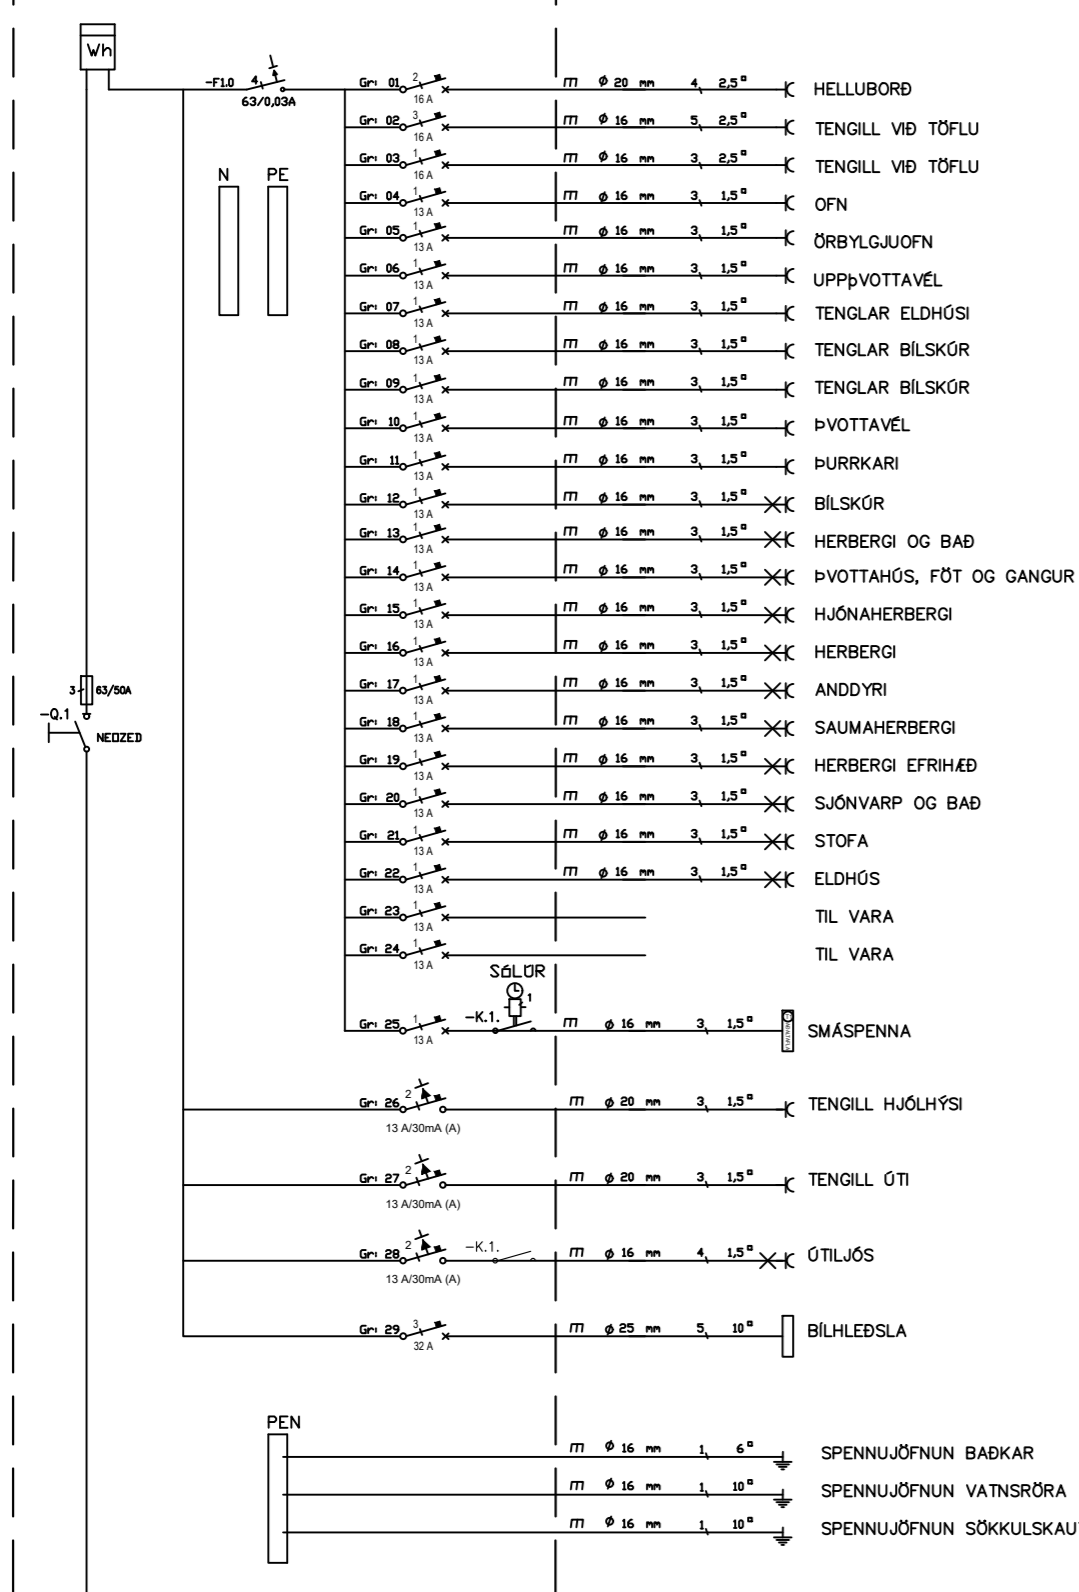 Wh
-F1.0 4
63/0,03A
N PE
Gr: 01 2 16 A m ϕ 20 mm 4 2,5 HELLUBORÐ
Gr: 02 3 16 A m ϕ 16 mm 5 2,5 TENGILL VIÐ TÖFLU
Gr: 03 1 16 A m ϕ 16 mm 3 2,5 TENGILL VIÐ TÖFLU
Gr: 04 1 13 A m ϕ 16 mm 3 1,5 OFN
Gr: 05 1 13 A m ϕ 16 mm 3 1,5 ÖRBYLGJUOFN
Gr: 06 1 13 A m ϕ 16 mm 3 1,5 UPPÞVOTTAVÉL
Gr: 07 1 13 A m ϕ 16 mm 3 1,5 TENGLAR ELDHÚSI
Gr: 08 1 13 A m ϕ 16 mm 3 1,5 TENGLAR BÍLSKÚR
Gr: 09 1 13 A m ϕ 16 mm 3 1,5 TENGLAR BÍLSKÚR
Gr: 10 1 13 A m ϕ 16 mm 3 1,5 ÞVOTTAVÉL
Gr: 11 1 13 A m ϕ 16 mm 3 1,5 ÞURRKARI
Gr: 12 1 13 A m ϕ 16 mm 3 1,5 BÍLSKÚR
Gr: 13 1 13 A m ϕ 16 mm 3 1,5 HERBERGI OG BAÐ
Gr: 14 1 13 A m ϕ 16 mm 3 1,5 ÞVOTTAHÚS, FÖT OG GANGUR
Gr: 15 1 13 A m ϕ 16 mm 3 1,5 HJÓNAHERBERGI
Gr: 16 1 13 A m ϕ 16 mm 3 1,5 HERBERGI
Gr: 17 1 13 A m ϕ 16 mm 3 1,5 ANDDYRI
Gr: 18 1 13 A m ϕ 16 mm 3 1,5 SAUMAHERBERGI
Gr: 19 1 13 A m ϕ 16 mm 3 1,5 HERBERGI EFRIHÆÐ
Gr: 20 1 13 A m ϕ 16 mm 3 1,5 SJÓNVARP OG BAÐ
Gr: 21 1 13 A m ϕ 16 mm 3 1,5 STOFA
Gr: 22 1 13 A m ϕ 16 mm 3 1,5 ELDHÚS
Gr: 23 1 13 A TIL VARA
Gr: 24 1 13 A TIL VARA
SÓLÚR
1
Gr: 25 1 13 A -K.1. m ϕ 16 mm 3 1,5 SMÁSPENNA
Gr: 26 2 13 A/30mA (A) m ϕ 20 mm 3 1,5 TENGILL HJÓLHÝSI
Gr: 27 2 13 A/30mA (A) m ϕ 20 mm 3 1,5 TENGILL ÚTI
Gr: 28 2 13 A/30mA (A) -K.1. m ϕ 16 mm 4 1,5 ÚTILJÓS
Gr: 29 3 32 A m ϕ 25 mm 5 10 BÍLHLEÐSLA
3 63/50A
-Q.1
NEOZED
PEN
m ϕ 16 mm 1 6 SPENNUJÖFNUN BAÐKAR
m ϕ 16 mm 1 10 SPENNUJÖFNUN VATNSRÖRA
m ϕ 16 mm 1 10 SPENNUJÖFNUN SÖKKULSKAUT